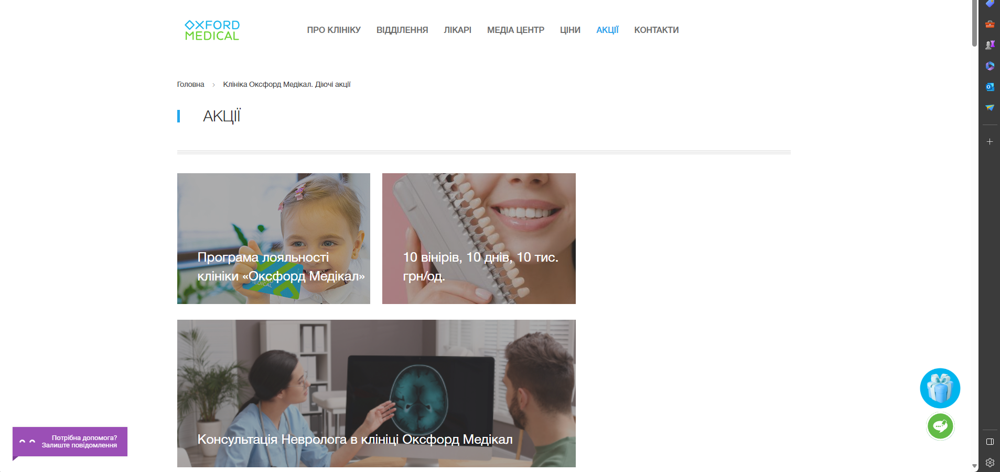 OXFORD
MEDICAL
ПРО КЛІНІКУ ВІДДІЛЕННЯ ЛІКАРІ МЕДІА ЦЕНТР ЦІНИ АКЦІЇ КОНТАКТИ
Головна › Клініка Оксфорд Медікал. Діючі акції
АКЦІЇ
Програма лояльності
клініки «Оксфорд Медікал»
MEDICAL
10 вінірів, 10 днів, 10 тис.
грн/од.
Консультація Невролога в клініці Оксфорд Медікал
Потрібна допомога?
Залиште повідомлення